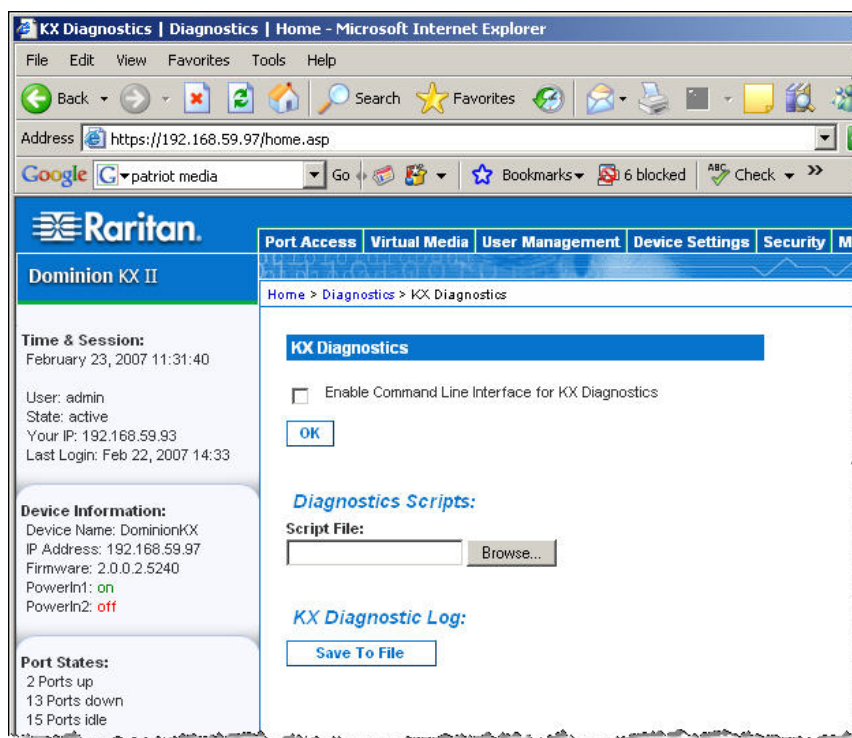 KX Diagnostics | Diagnostics | Home - Microsoft Internet Explorer
File Edit View Favorites Tools Help
Back Search Favorites
Address https://192.168.59.97/home.asp
Google G patriot media Go Bookmarks 6 blocked ABC Check »
Raritan.
Port Access Virtual Media User Management Device Settings Security M
Dominion KX II
Home > Diagnostics > KX Diagnostics
Time & Session:
February 23, 2007 11:31:40
User: admin
State: active
Your IP: 192.168.59.93
Last Login: Feb 22, 2007 14:33
Device Information:
Device Name: DominionKX
IP Address: 192.168.59.97
Firmware: 2.0.0.2.5240
PowerIn1: on
PowerIn2: off
Port States:
2 Ports up
13 Ports down
15 Ports idle
KX Diagnostics
Enable Command Line Interface for KX Diagnostics
OK
Diagnostics Scripts:
Script File:
Browse...
KX Diagnostic Log:
Save To File